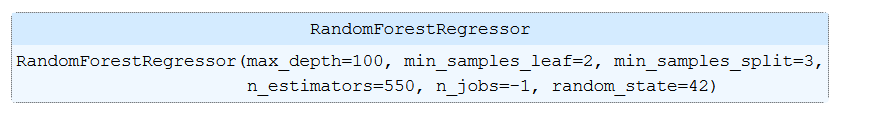 RandomForestRegressor
RandomForestRegressor(max_depth=100, min_samples_leaf=2, min_samples_split=3,
n_estimators=550, n_jobs=-1, random_state=42)